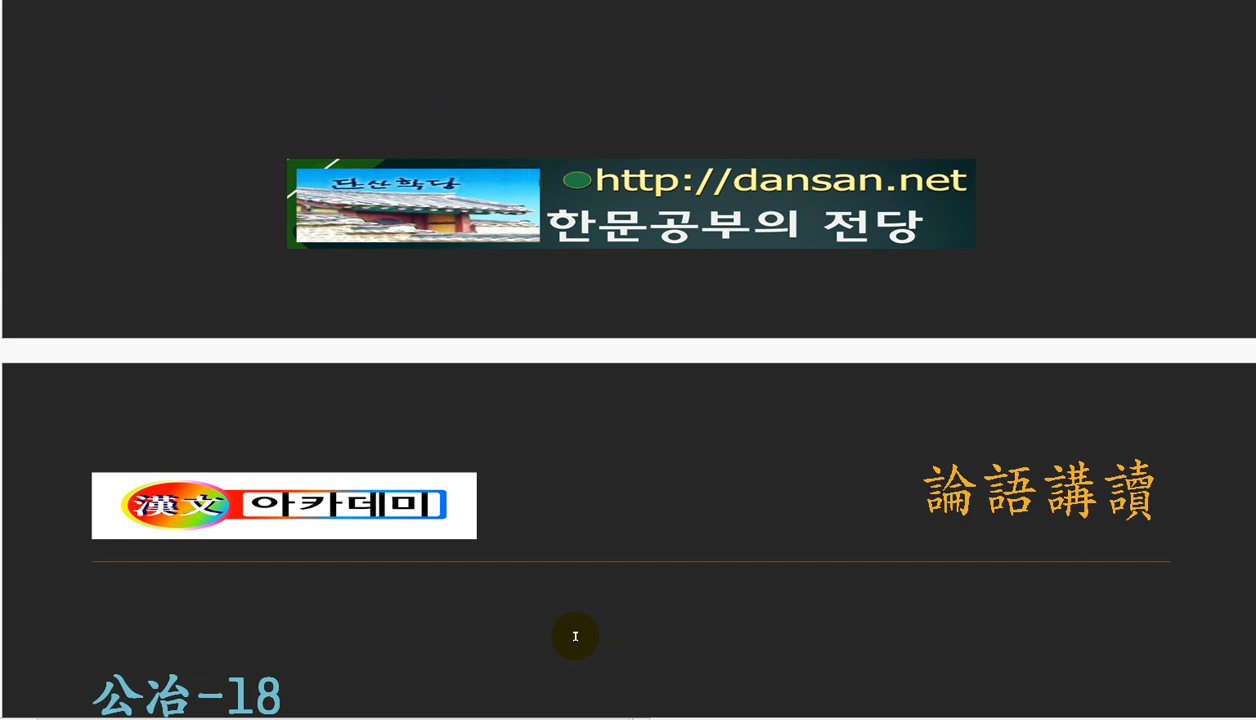 단산학당
http://dansan.net
한문공부의 전당
漢文 아카데미
論語講讀
公冶-18